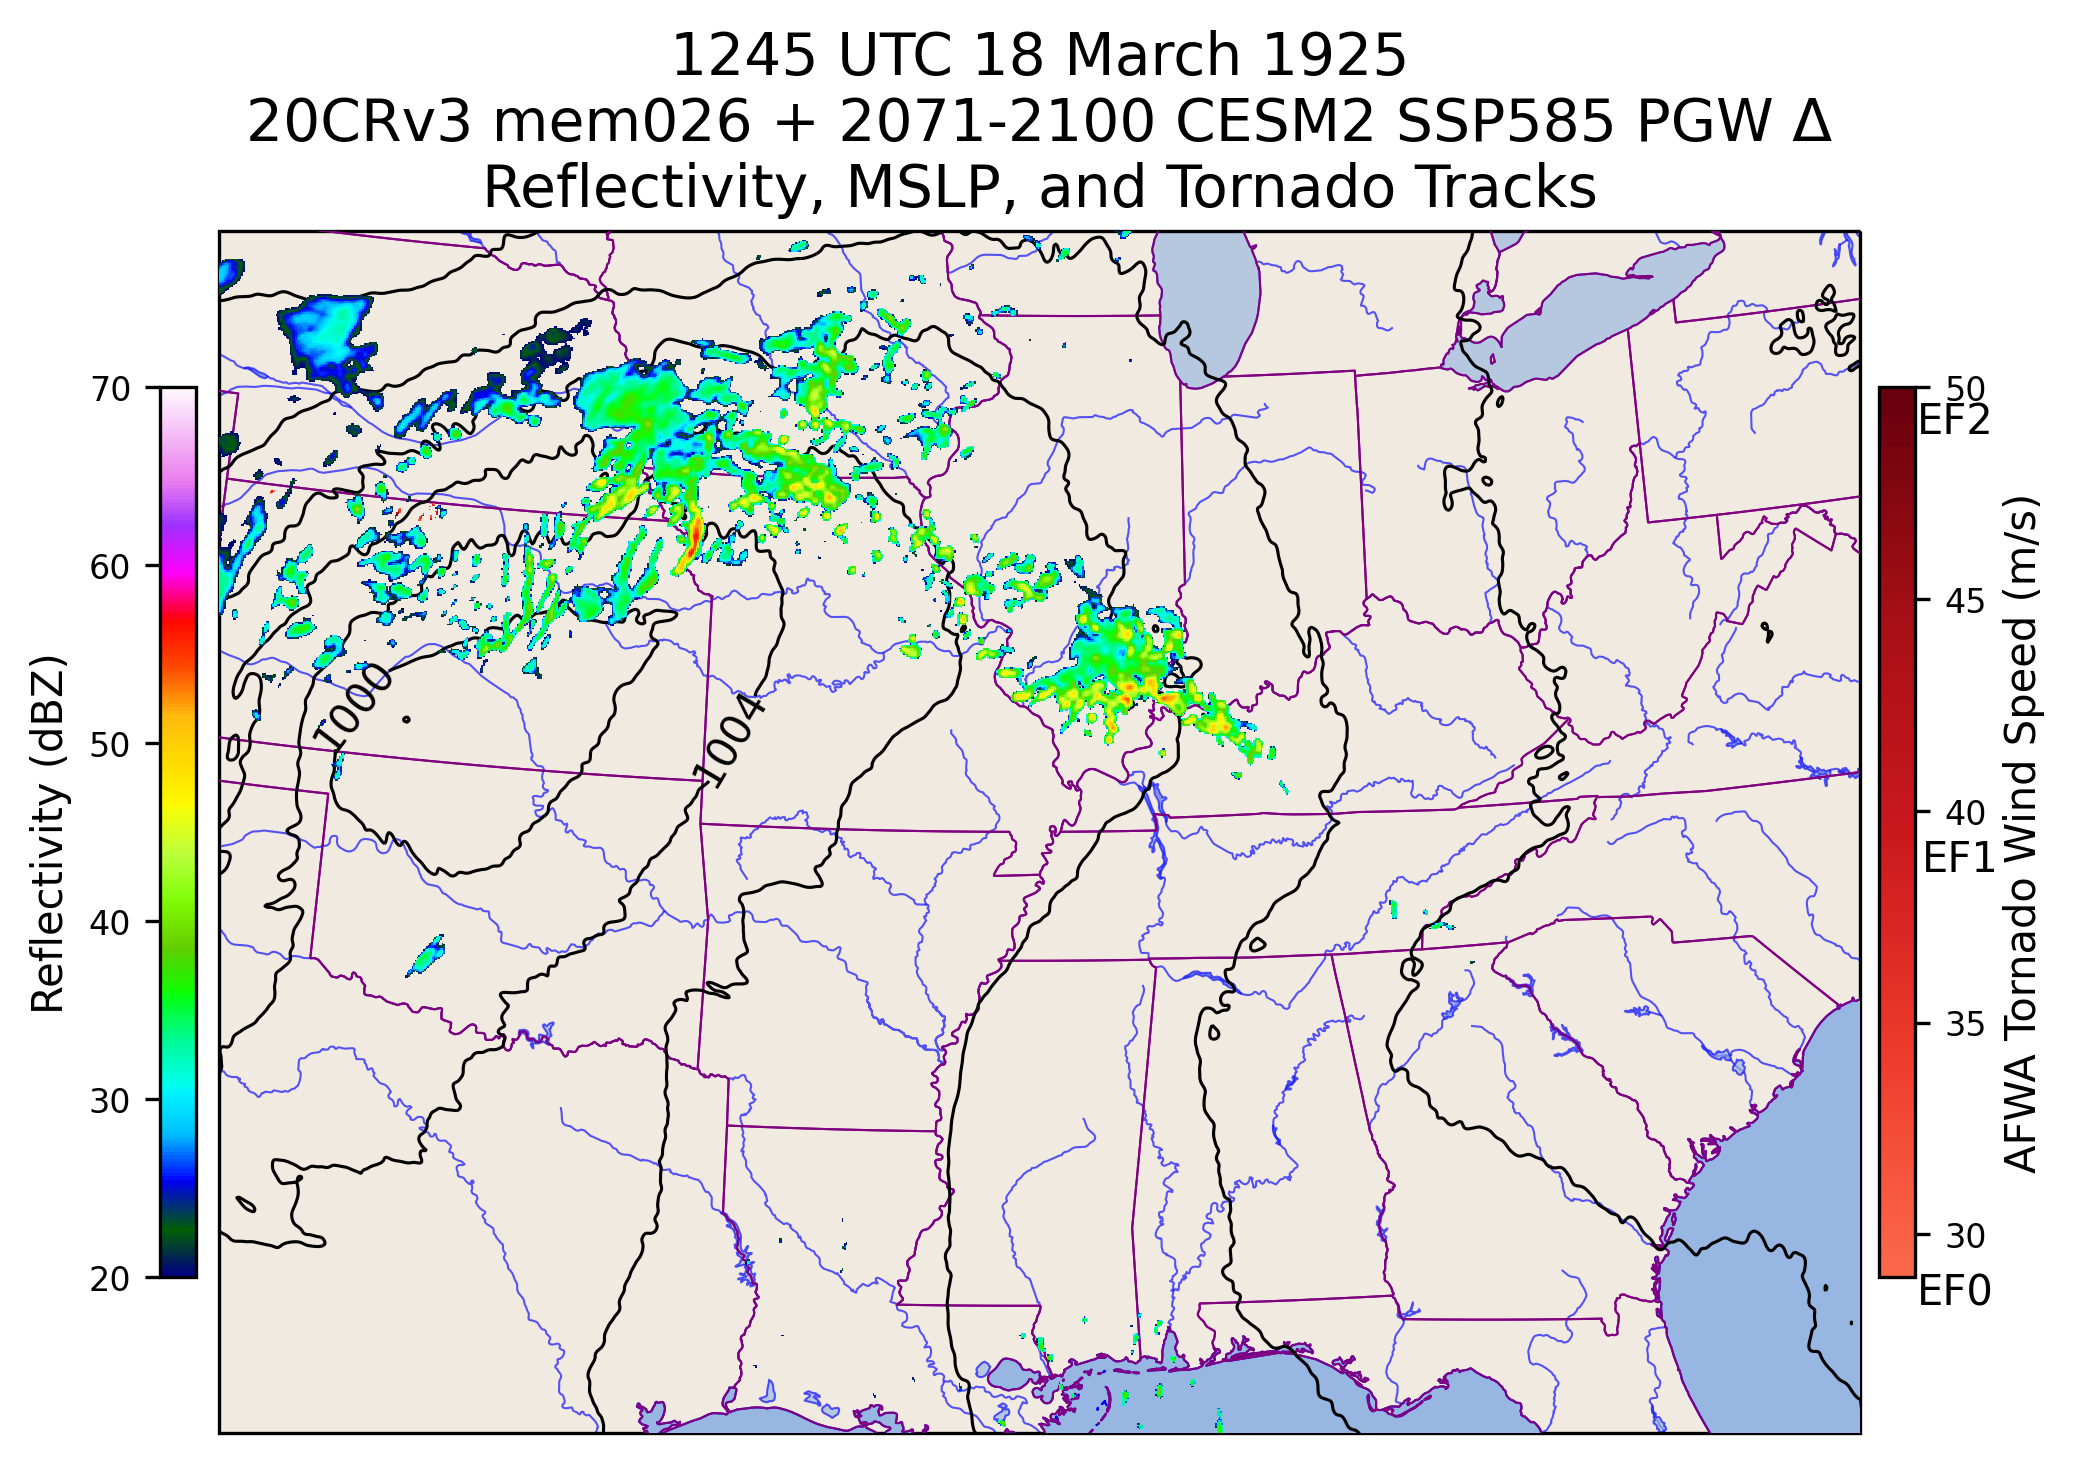 1245 UTC 18 March 1925
20CRv3 mem026 + 2071-2100 CESM2 SSP585 PGW Δ
Reflectivity, MSLP, and Tornado Tracks
Reflectivity (dBZ)
70
60
50
40
30
20
1000
1004
50
EF2
45
40
EF1
35
30
EF0
AFWA Tornado Wind Speed (m/s)